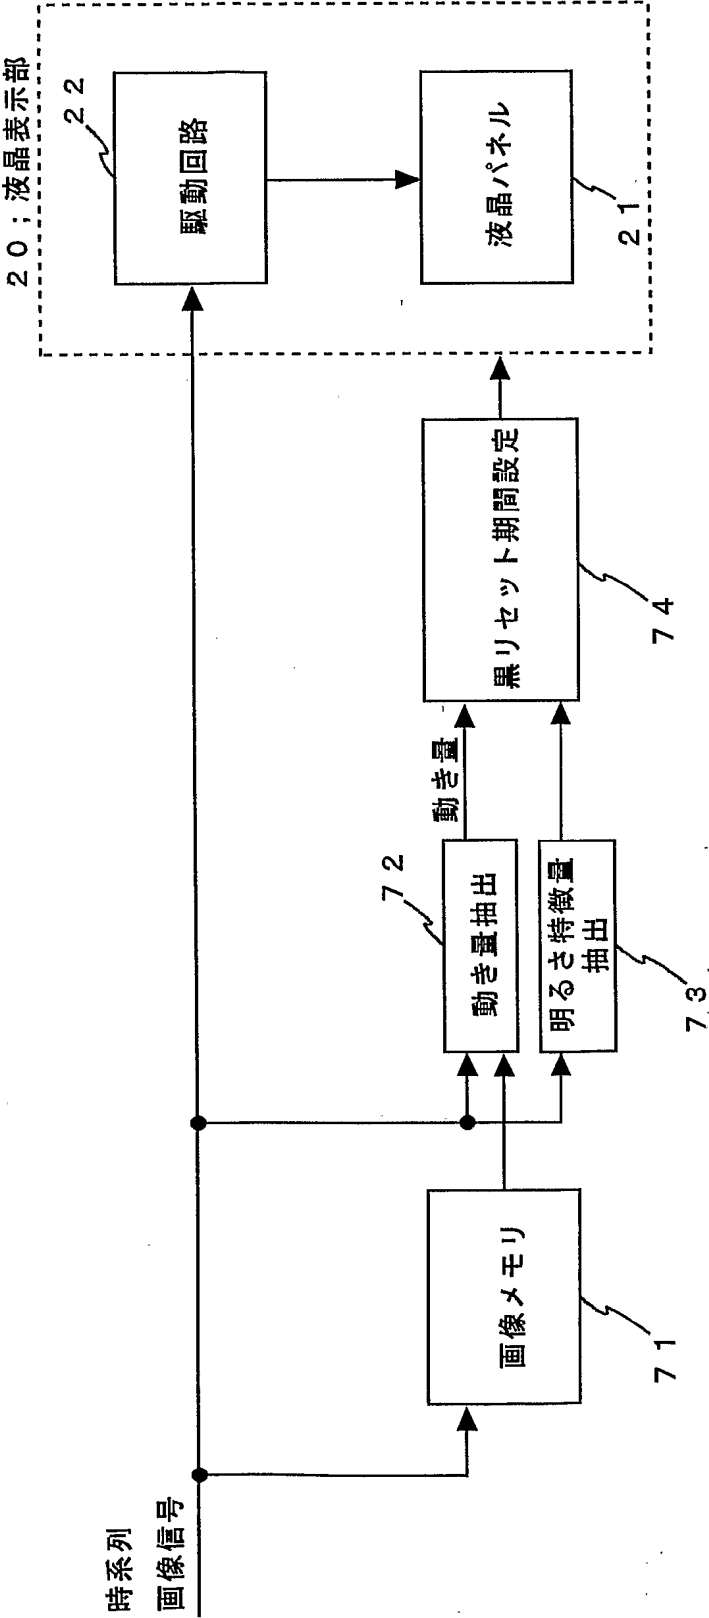 20;液晶表示部
22
駆動回路
液晶パネル
21
黒リセット期間設定
74
動き量
72
動き量抽出
明るさ特徴量
抽出
73
画像メモリ
71
時系列
画像信号